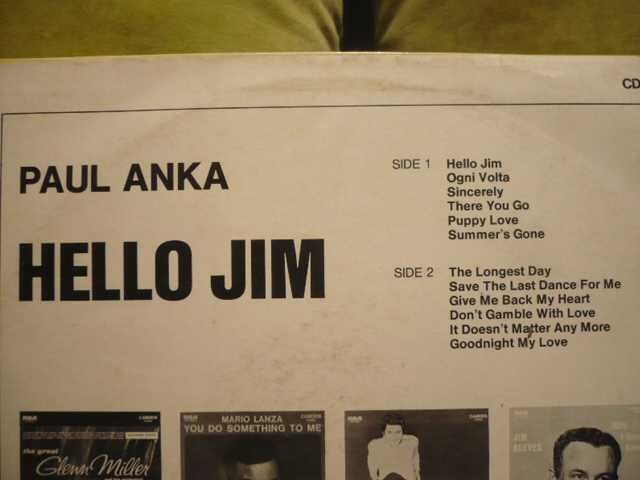 CD
PAUL ANKA
HELLO JIM
SIDE 1 Hello Jim
Ogni Volta
Sincerely
There You Go
Puppy Love
Summer's Gone
SIDE 2 The Longest Day
Save The Last Dance For Me
Give Me Back My Heart
Don't Gamble With Love
It Doesn't Matter Any More
Goodnight My Love
the great
Glenn Miller
MARIO LANZA
YOU DO SOMETHING TO ME
JIM
REEVES